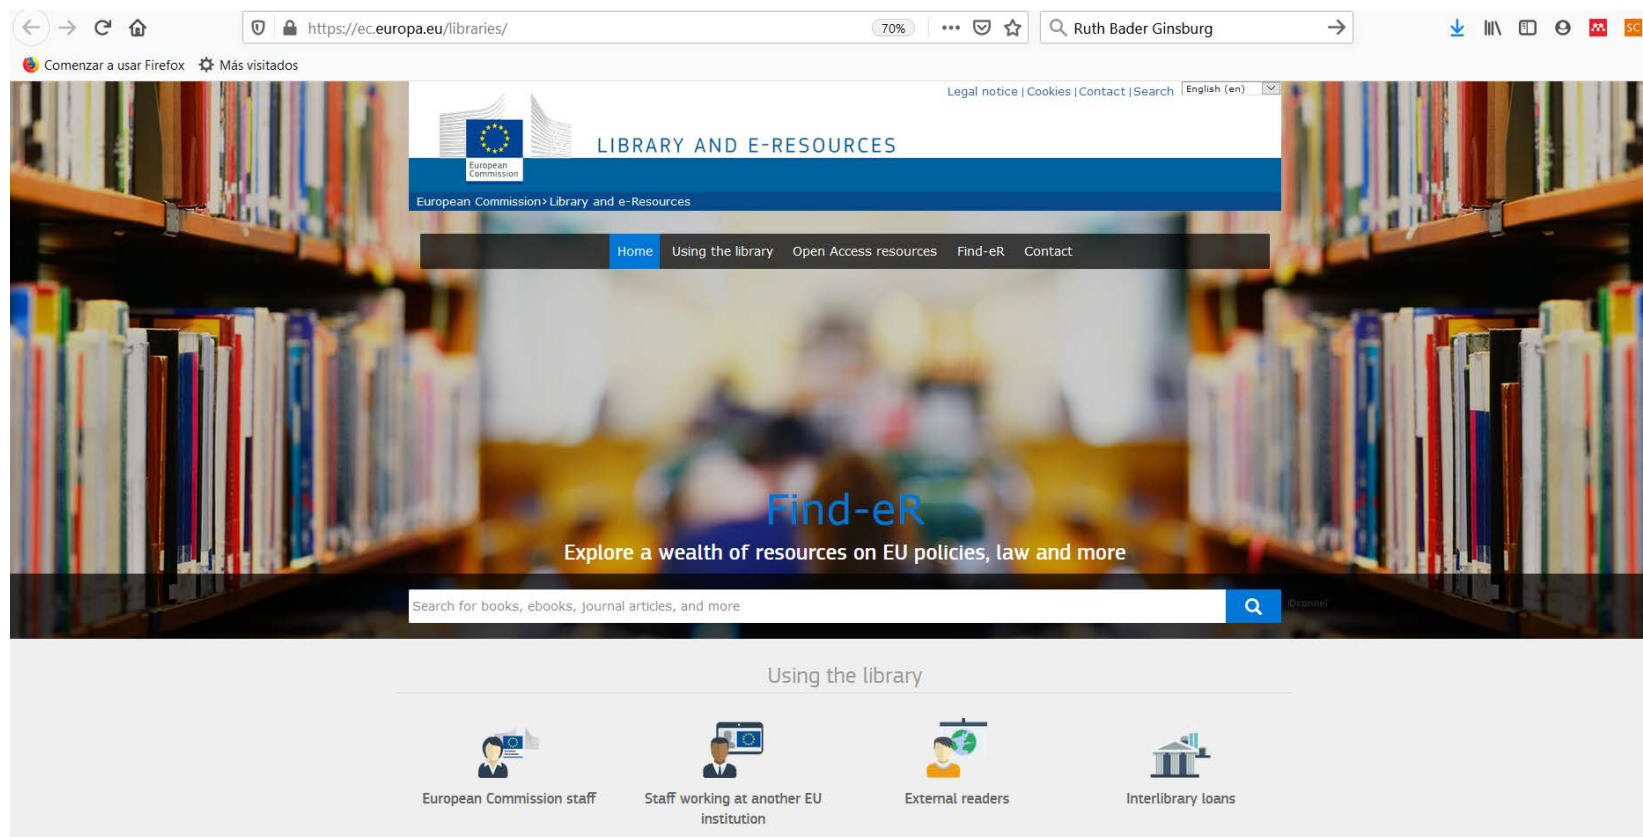 https://ec.europa.eu/libraries/
70%
Ruth Bader Ginsburg
SC
Comenzar a usar Firefox
Más visitados
Legal notice | Cookies | Contact | Search English (en)
LIBRARY AND E-RESOURCES
European
Commission
European Commission > Library and e-Resources
Home Using the library Open Access resources Find-eR Contact
Find-eR
Explore a wealth of resources on EU policies, law and more
Search for books, ebooks, journal articles, and more
©connel
Using the library
European Commission staff
Staff working at another EU
institution
External readers
Interlibrary loans